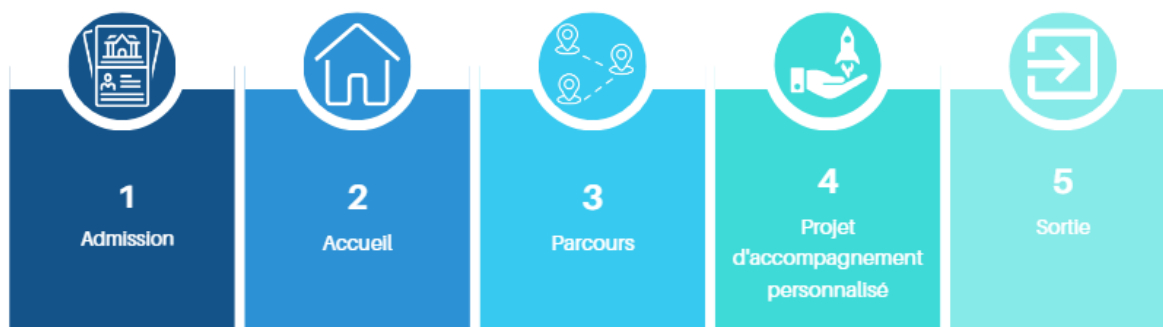 1
Admission
2
Accueil
3
Parcours
4
Projet
d'accompagnement
personnalisé
5
Sortie